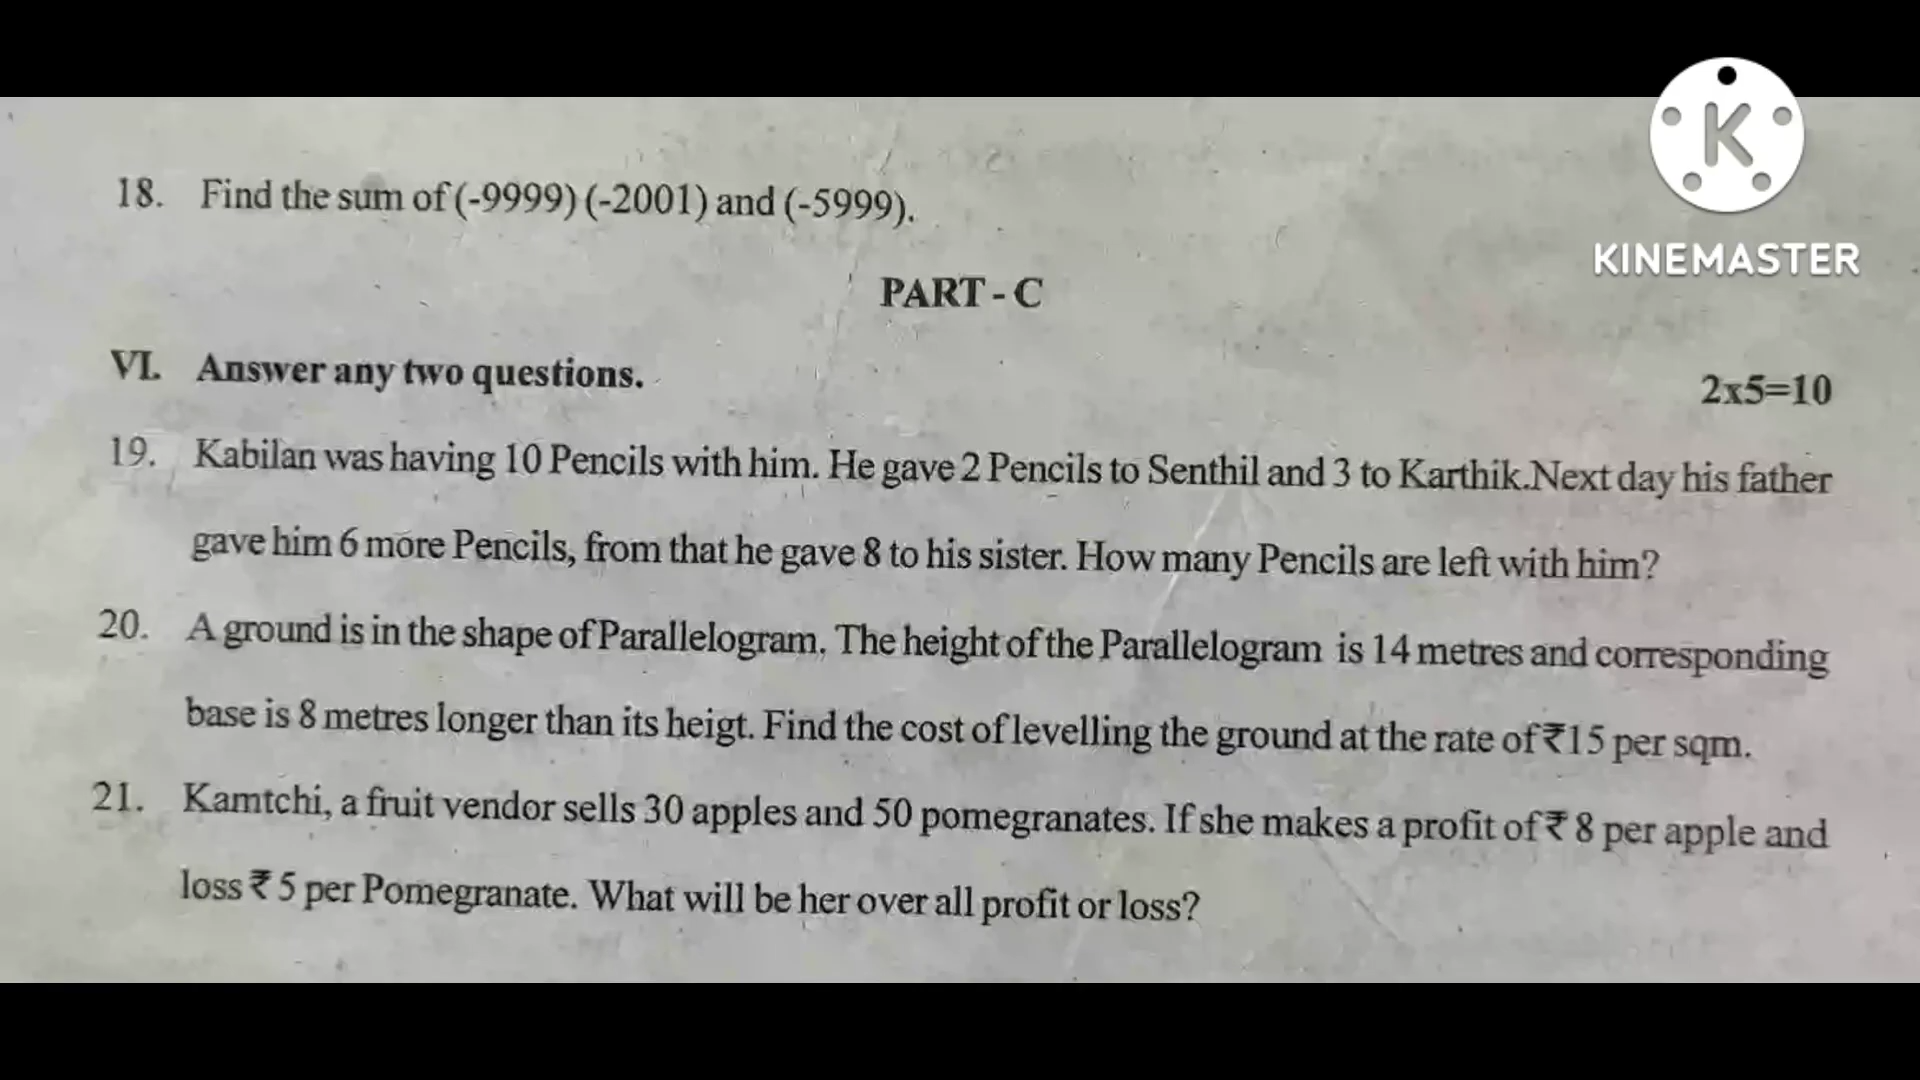 18. Find the sum of (-9999) (-2001) and (-5999).
K
KINEMASTER
PART - C
VI. Answer any two questions. 2x5=10
19. Kabilan was having 10 Pencils with him. He gave 2 Pencils to Senthil and 3 to Karthik.Next day his father
gave him 6 more Pencils, from that he gave 8 to his sister. How many Pencils are left with him?
20. A ground is in the shape of Parallelogram. The height of the Parallelogram is 14 metres and corresponding
base is 8 metres longer than its heigt. Find the cost of levelling the ground at the rate of ₹15 per sqm.
21. Kamtchi, a fruit vendor sells 30 apples and 50 pomegranates. If she makes a profit of ₹ 8 per apple and
loss ₹ 5 per Pomegranate. What will be her over all profit or loss?